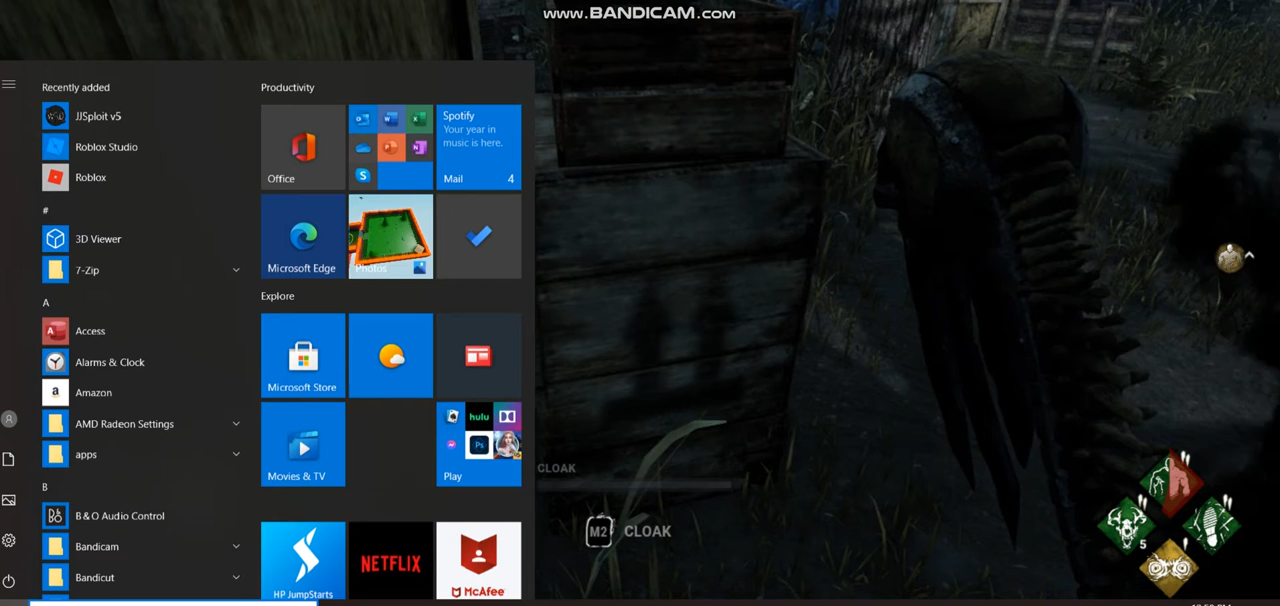 www.BANDICAM.com
Recently added
JJSploit v5
Roblox Studio
Roblox
#
3D Viewer
7-Zip
A
Access
Alarms & Clock
Amazon
AMD Radeon Settings
apps
B
B&O Audio Control
Bandicam
Bandicut
Productivity
Office
Spotify
Your year in
music is here.
Mail 4
Microsoft Edge
Photos
Explore
Microsoft Store
Movies & TV
hulu
Ps
Play
HP JumpStarts
NETFLIX
McAfee
CLOAK
M2 CLOAK
5